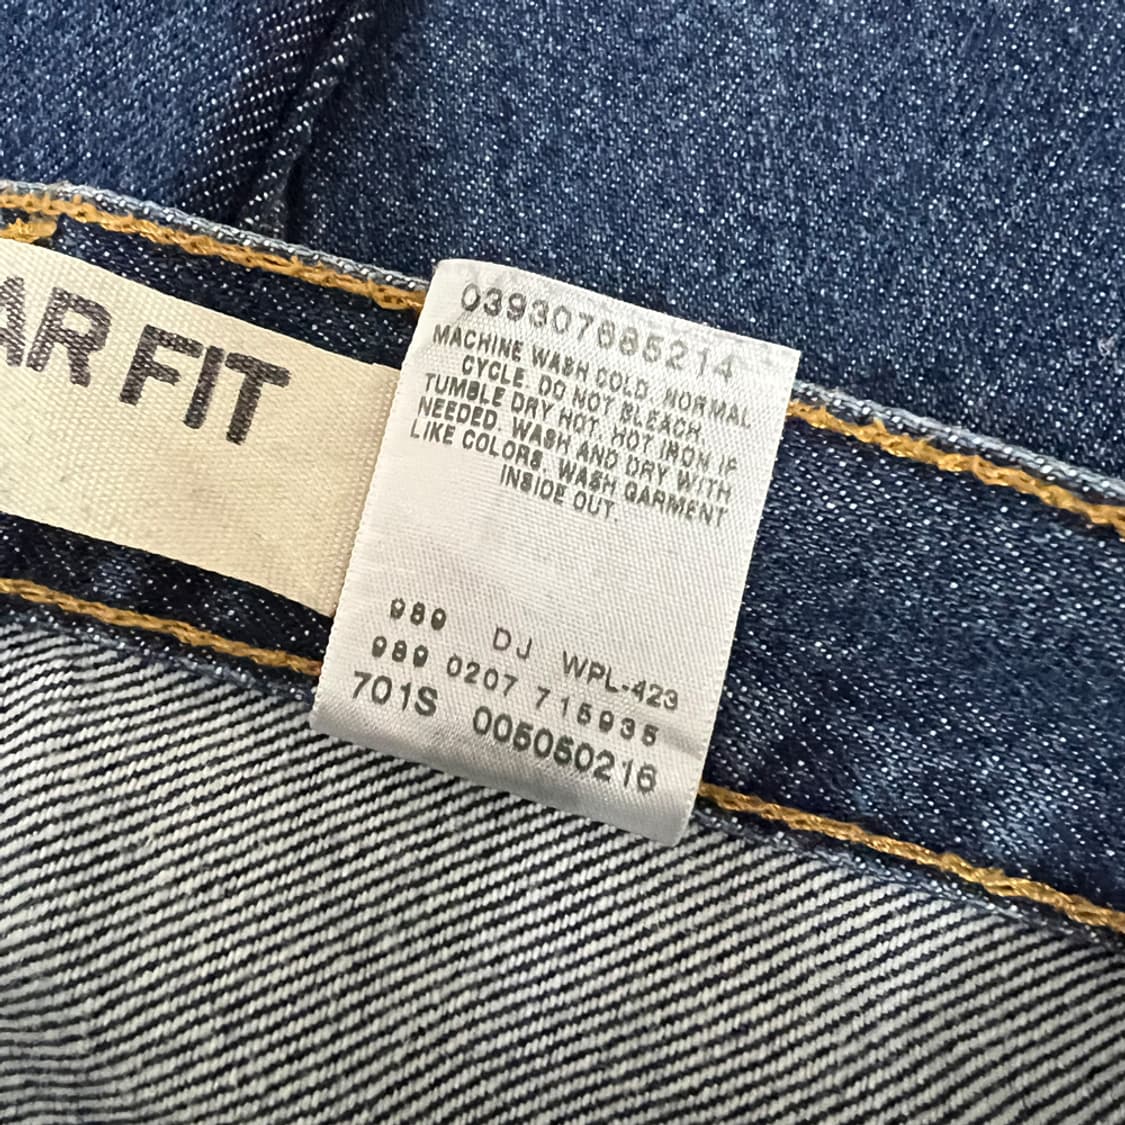 AR FIT
039307685214
MACHINE WASH COLD NORMAL
CYCLE. DO NOT BLEACH.
TUMBLE DRY HOT. HOT IRON IF
NEEDED. WASH AND DRY WITH
LIKE COLORS. WASH GARMENT
INSIDE OUT.
989 DJ WPL-423
989 0207 715935
701S 005050216